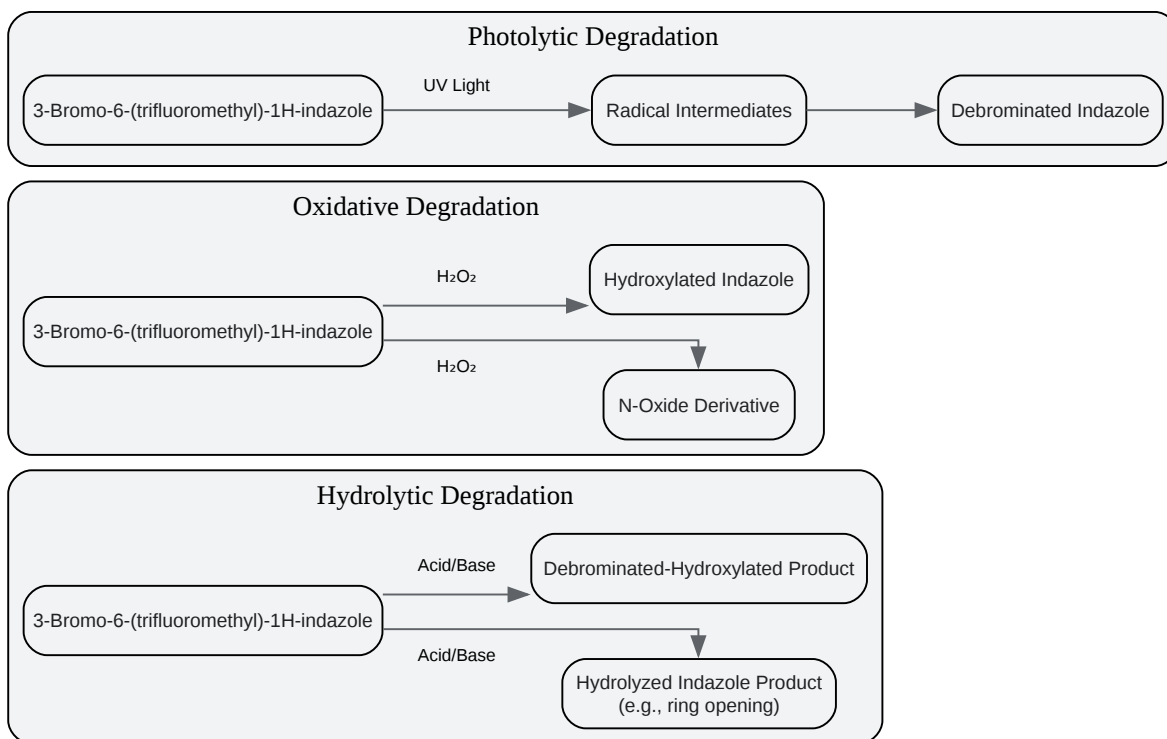 Photolytic Degradation
3-Bromo-6-(trifluoromethyl)-1H-indazole
UV Light
Radical Intermediates
Debrominated Indazole
Oxidative Degradation
3-Bromo-6-(trifluoromethyl)-1H-indazole
H₂O₂
Hydroxylated Indazole
H₂O₂
N-Oxide Derivative
Hydrolytic Degradation
3-Bromo-6-(trifluoromethyl)-1H-indazole
Acid/Base
Debrominated-Hydroxylated Product
Acid/Base
Hydrolyzed Indazole Product
(e.g., ring opening)